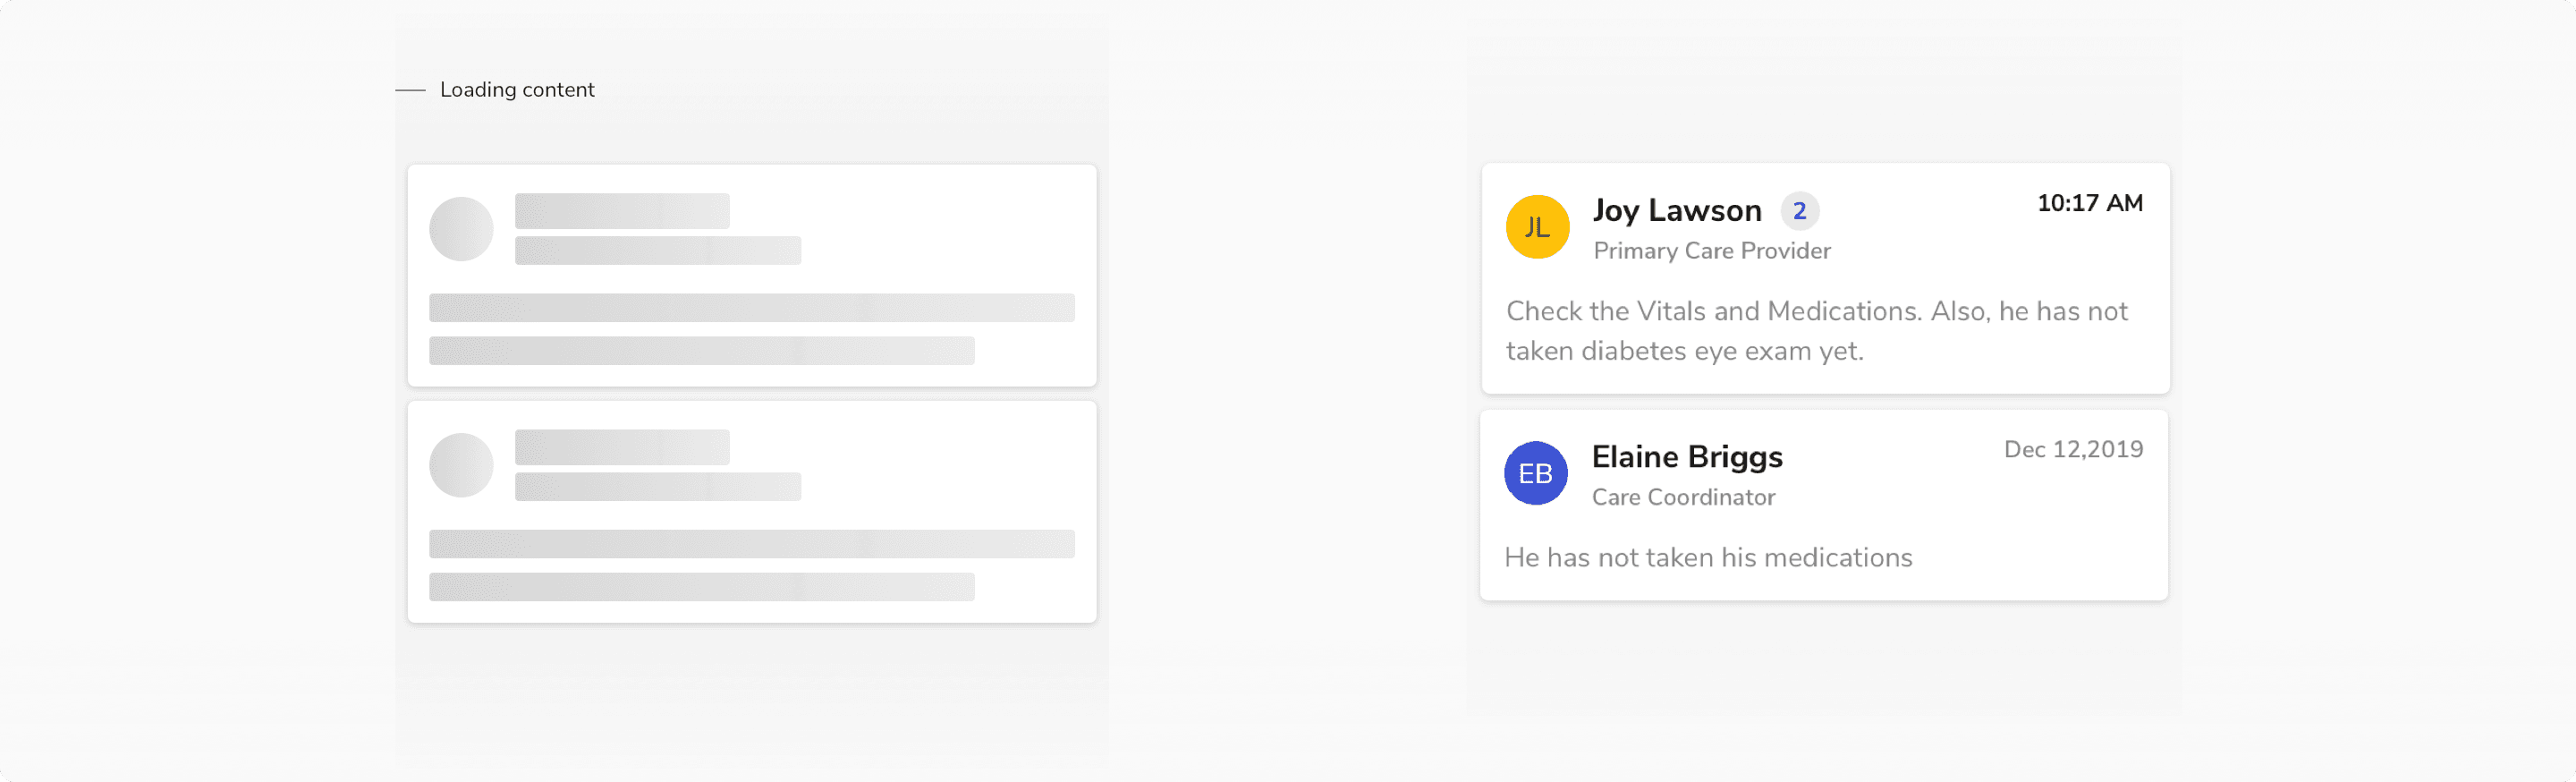 Loading content
JL
Joy Lawson 2
10:17 AM
Primary Care Provider
Check the Vitals and Medications. Also, he has not
taken diabetes eye exam yet.
EB
Elaine Briggs
Dec 12,2019
Care Coordinator
He has not taken his medications